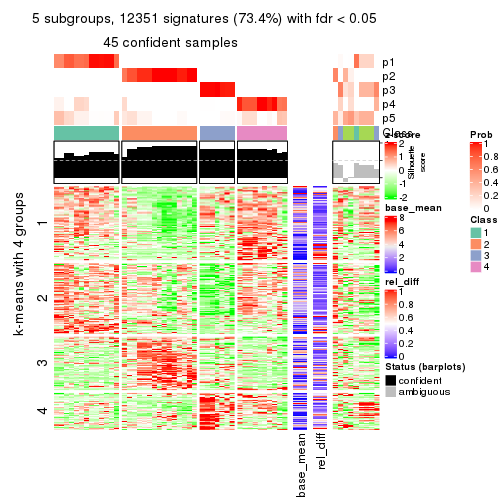 5 subgroups, 12351 signatures (73.4%) with fdr < 0.05
45 confident samples
p1
p2
p3
p4
p5
Class
Silhouette
score
k-means with 4 groups
1
2
3
4
base_mean
rel_diff
z-score
2
1
0
-1
-2
base_mean
8
6
4
2
0
rel_diff
1
0.8
0.6
0.4
0.2
0
Status (barplots)
confident
ambiguous
Prob
1
0.8
0.6
0.4
0.2
0
Class
1
2
3
4